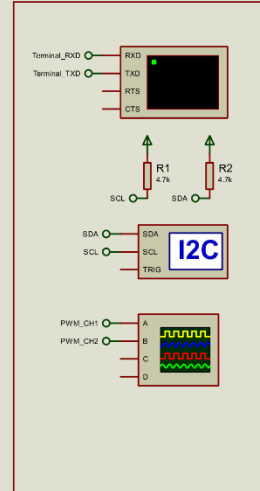 Terminal_RXD RXD
Terminal_TXD TXD
RTS
CTS
R1 R2
4.7k 4.7k
SCL SDA
SDA SDA
SCL SCL
TRIG
I2C
PWM_CH1 A
PWM_CH2 B
C
D